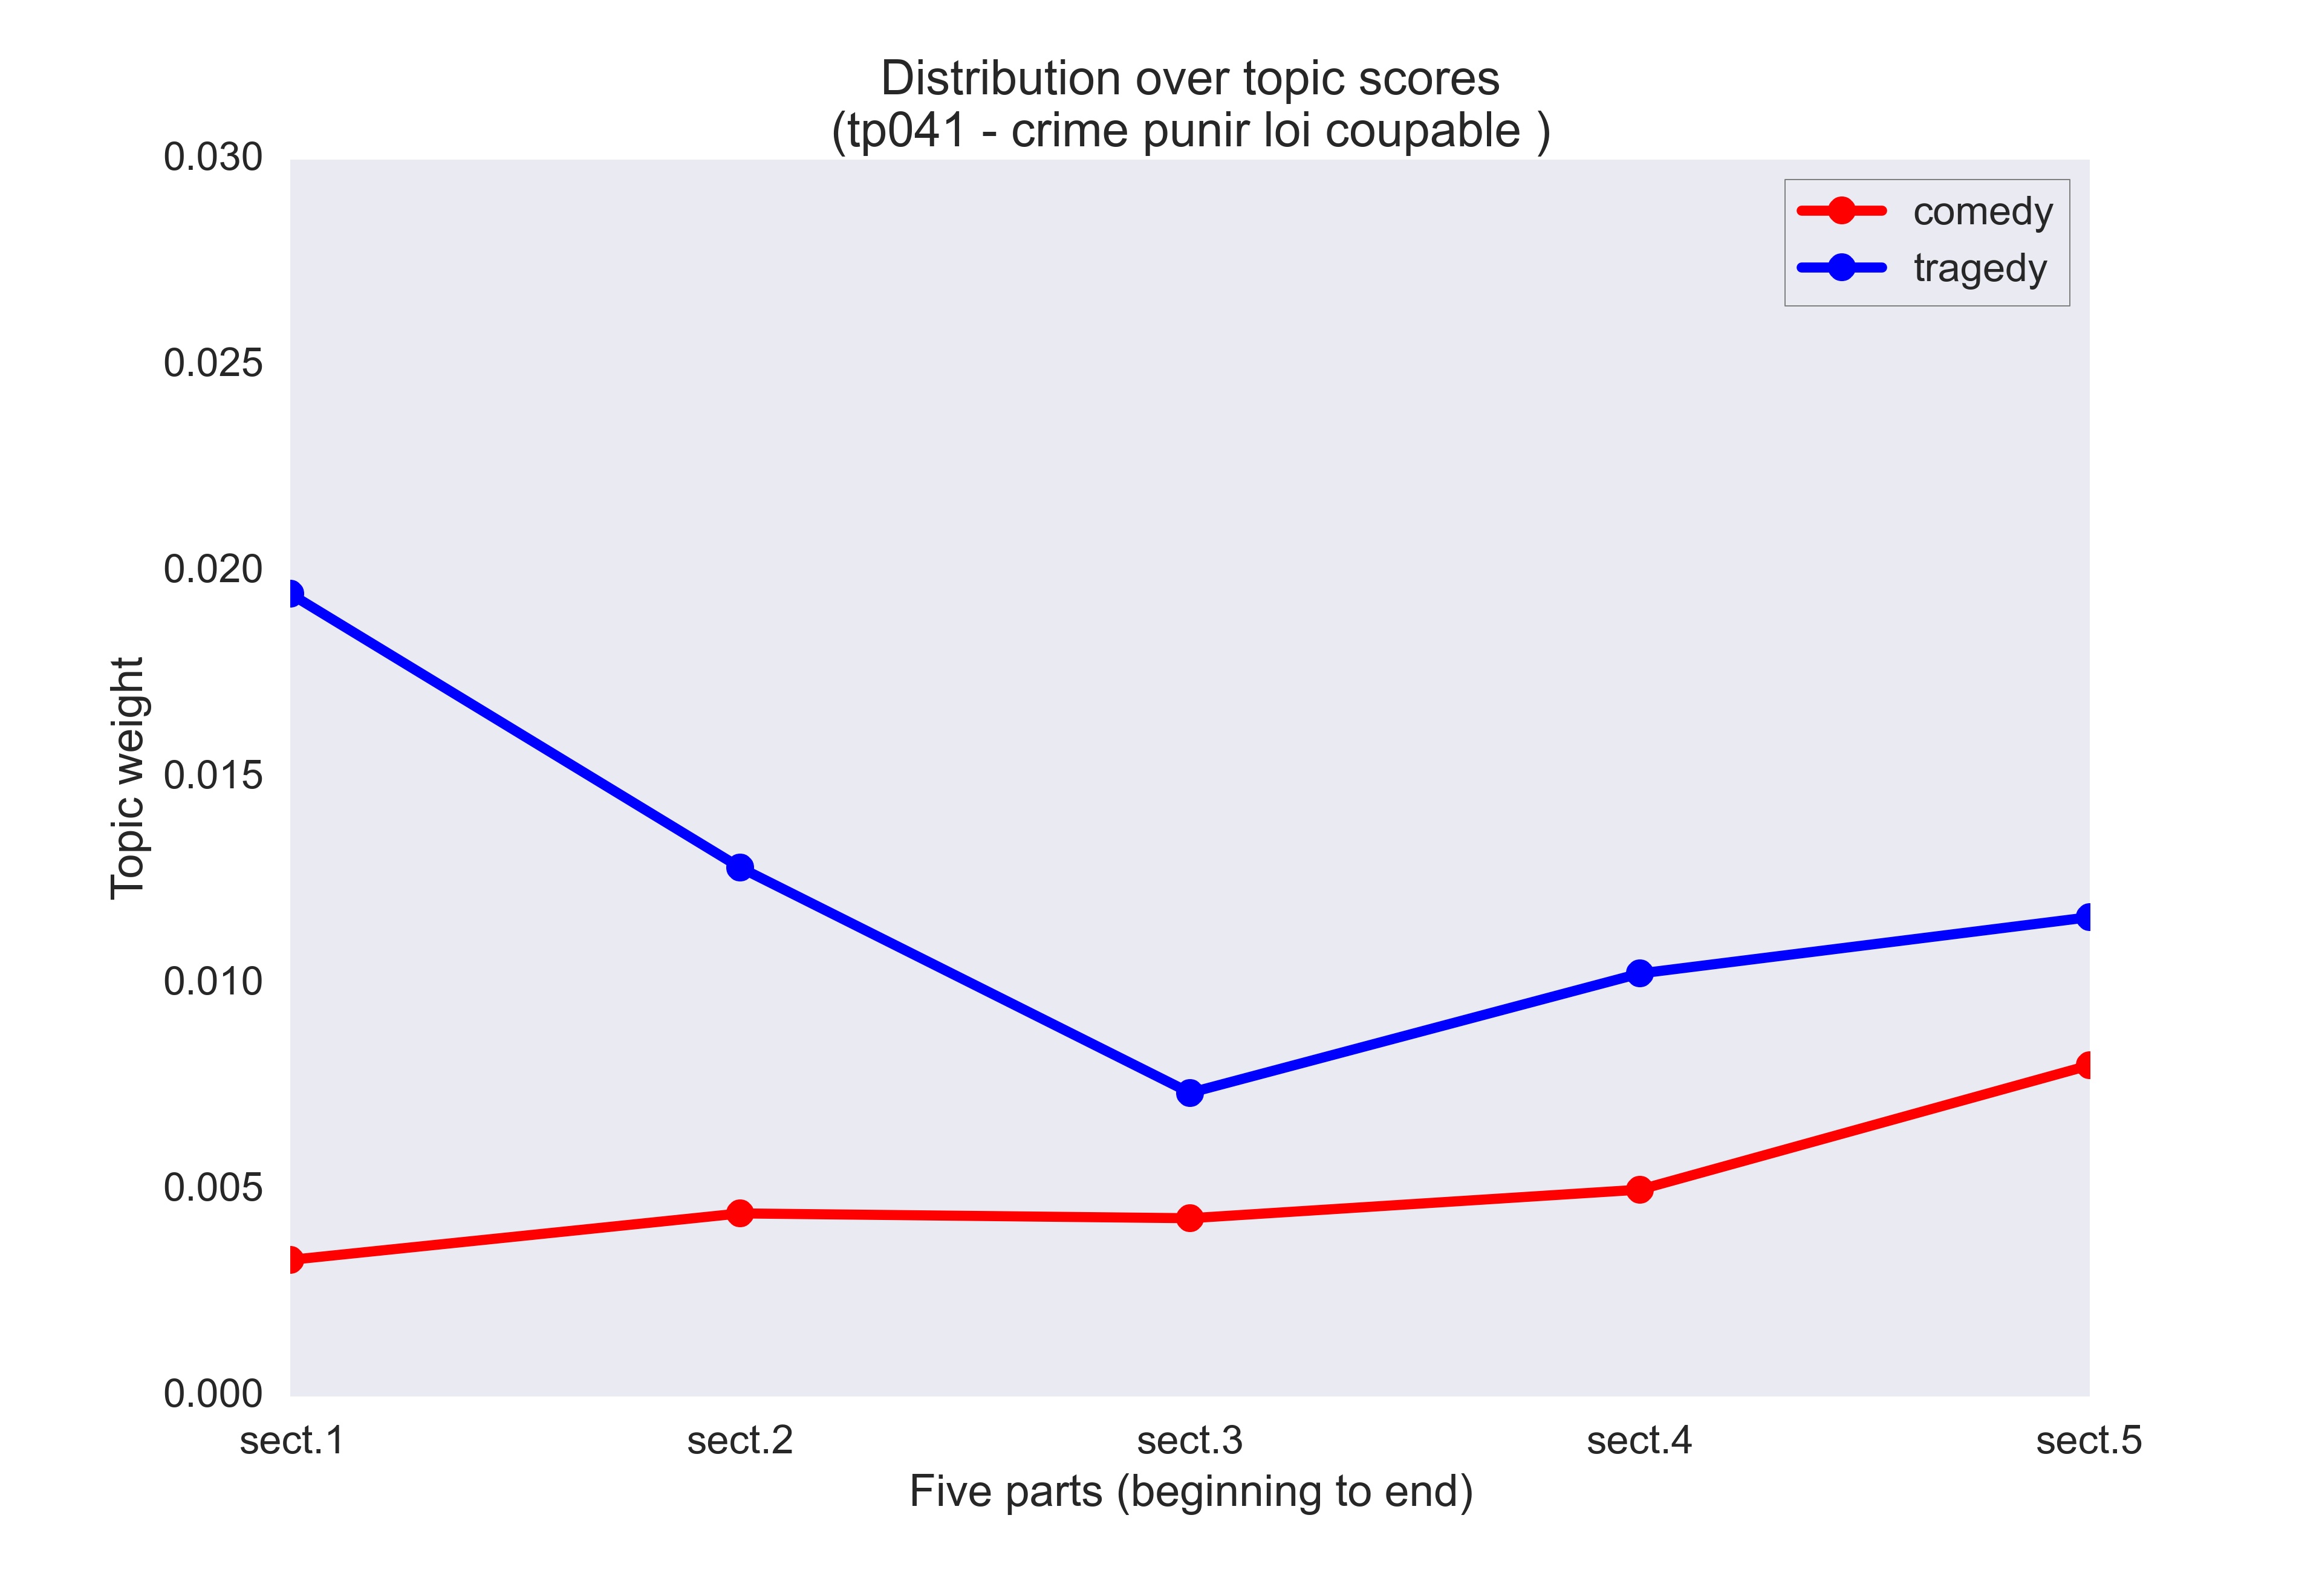 Distribution over topic scores
(tp041 - crime punir loi coupable )
comedy
tragedy
0.030
0.025
0.020
0.015
0.010
0.005
0.000
Topic weight
sect.1
sect.2
sect.3
sect.4
sect.5
Five parts (beginning to end)